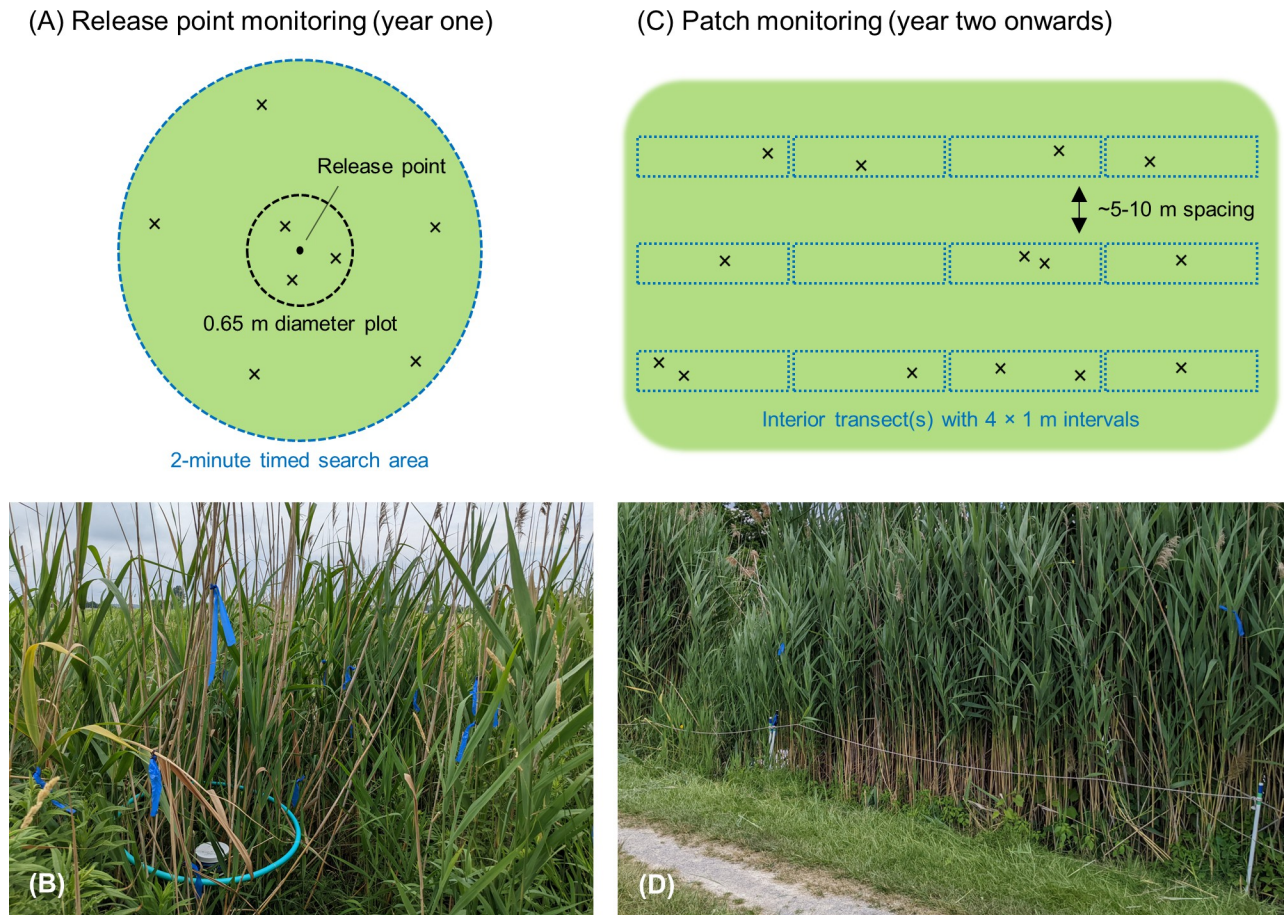 (A) Release point monitoring (year one)
Release point
0.65 m diameter plot
2-minute timed search area
(C) Patch monitoring (year two onwards)
~5-10 m spacing
Interior transect(s) with 4 × 1 m intervals
(B)
(D)